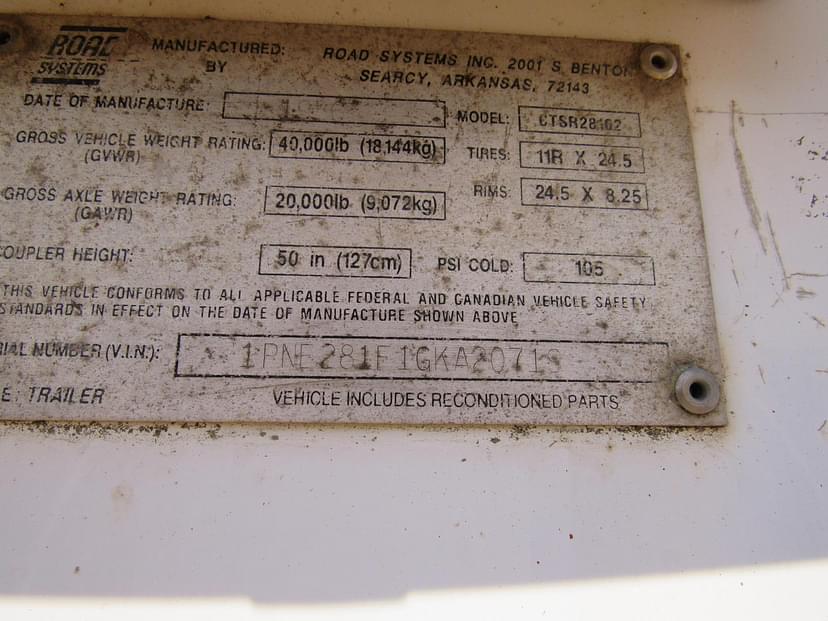 ROAD SYSTEMS
MANUFACTURED BY: ROAD SYSTEMS INC. 2001 S. BENTON
SEARCY, ARKANSAS, 72143
DATE OF MANUFACTURE:
MODEL: CTSR28102
GROSS VEHICLE WEIGHT RATING: (GVWR) 40,000lb (18,144kg)
TIRES: 11R X 24.5
GROSS AXLE WEIGHT RATING: (GAWR) 20,000lb (9,072kg)
RIMS: 24.5 X 8.25
COUPLER HEIGHT: 50 in (127cm)
PSI COLD: 105
THIS VEHICLE CONFORMS TO ALL APPLICABLE FEDERAL AND CANADIAN VEHICLE SAFETY
STANDARDS IN EFFECT ON THE DATE OF MANUFACTURE SHOWN ABOVE
IAL NUMBER (V.I.N.): 1PNE281F1GKA2071
E: TRAILER
VEHICLE INCLUDES RECONDITIONED PARTS